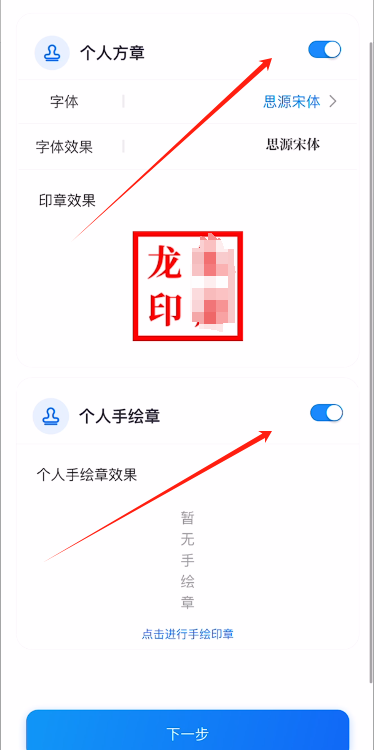 个人方章
字体 思源宋体
字体效果 思源宋体
印章效果
龙
印
个人手绘章
个人手绘章效果
暂
无
手
绘
章
点击进行手绘印章
下一步